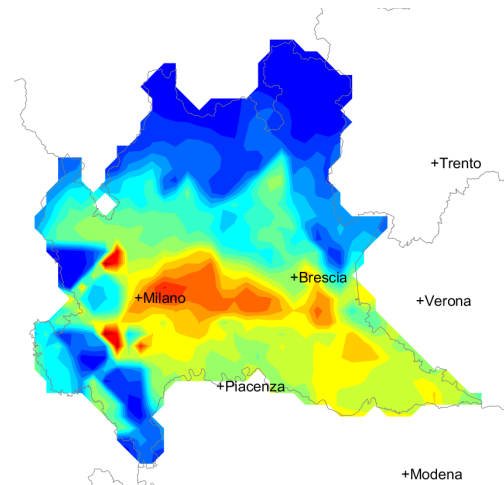 +Trento
+Brescia
+Milano
+Verona
+Piacenza
+Modena